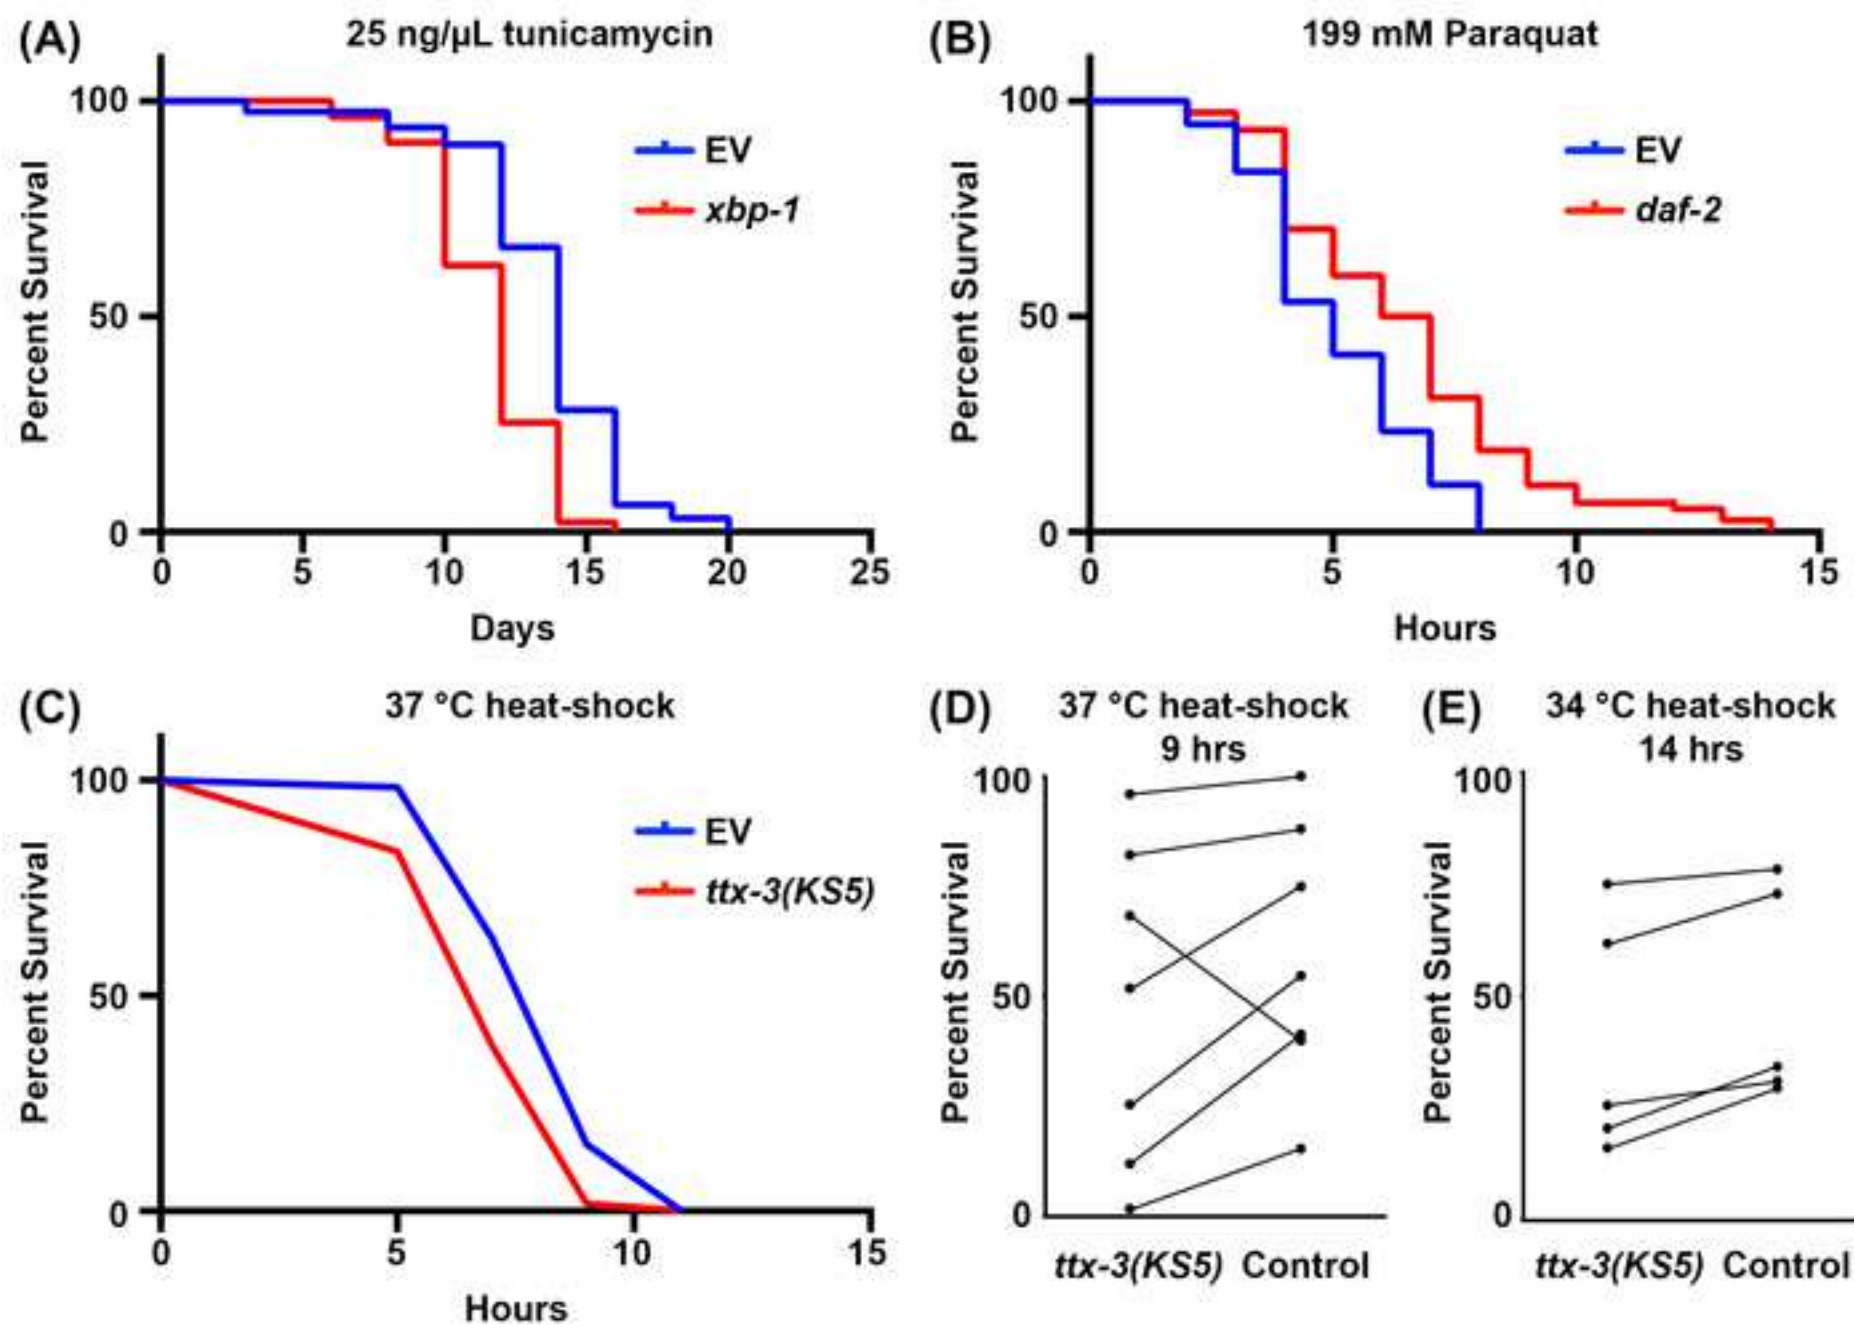 (A)
25 ng/µL tunicamycin
Percent Survival
100
50
0
EV
xbp-1
0 5 10 15 20 25
Days
(B)
199 mM Paraquat
Percent Survival
100
50
0
EV
daf-2
0 5 10 15
Hours
(C)
37 °C heat-shock
Percent Survival
100
50
0
EV
ttx-3(KS5)
0 5 10 15
Hours
(D)
37 °C heat-shock
9 hrs
Percent Survival
100
50
0
ttx-3(KS5) Control
(E)
34 °C heat-shock
14 hrs
Percent Survival
100
50
0
ttx-3(KS5) Control